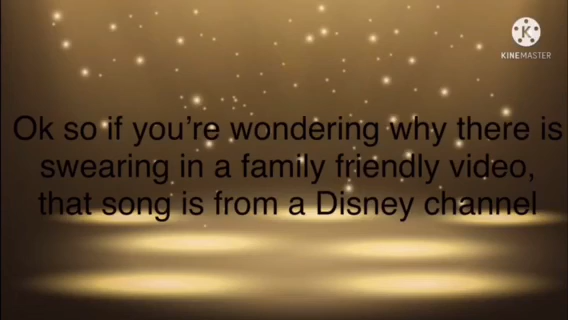 K
KINEMASTER
Ok so if you're wondering why there is
swearing in a family friendly video,
that song is from a Disney channel